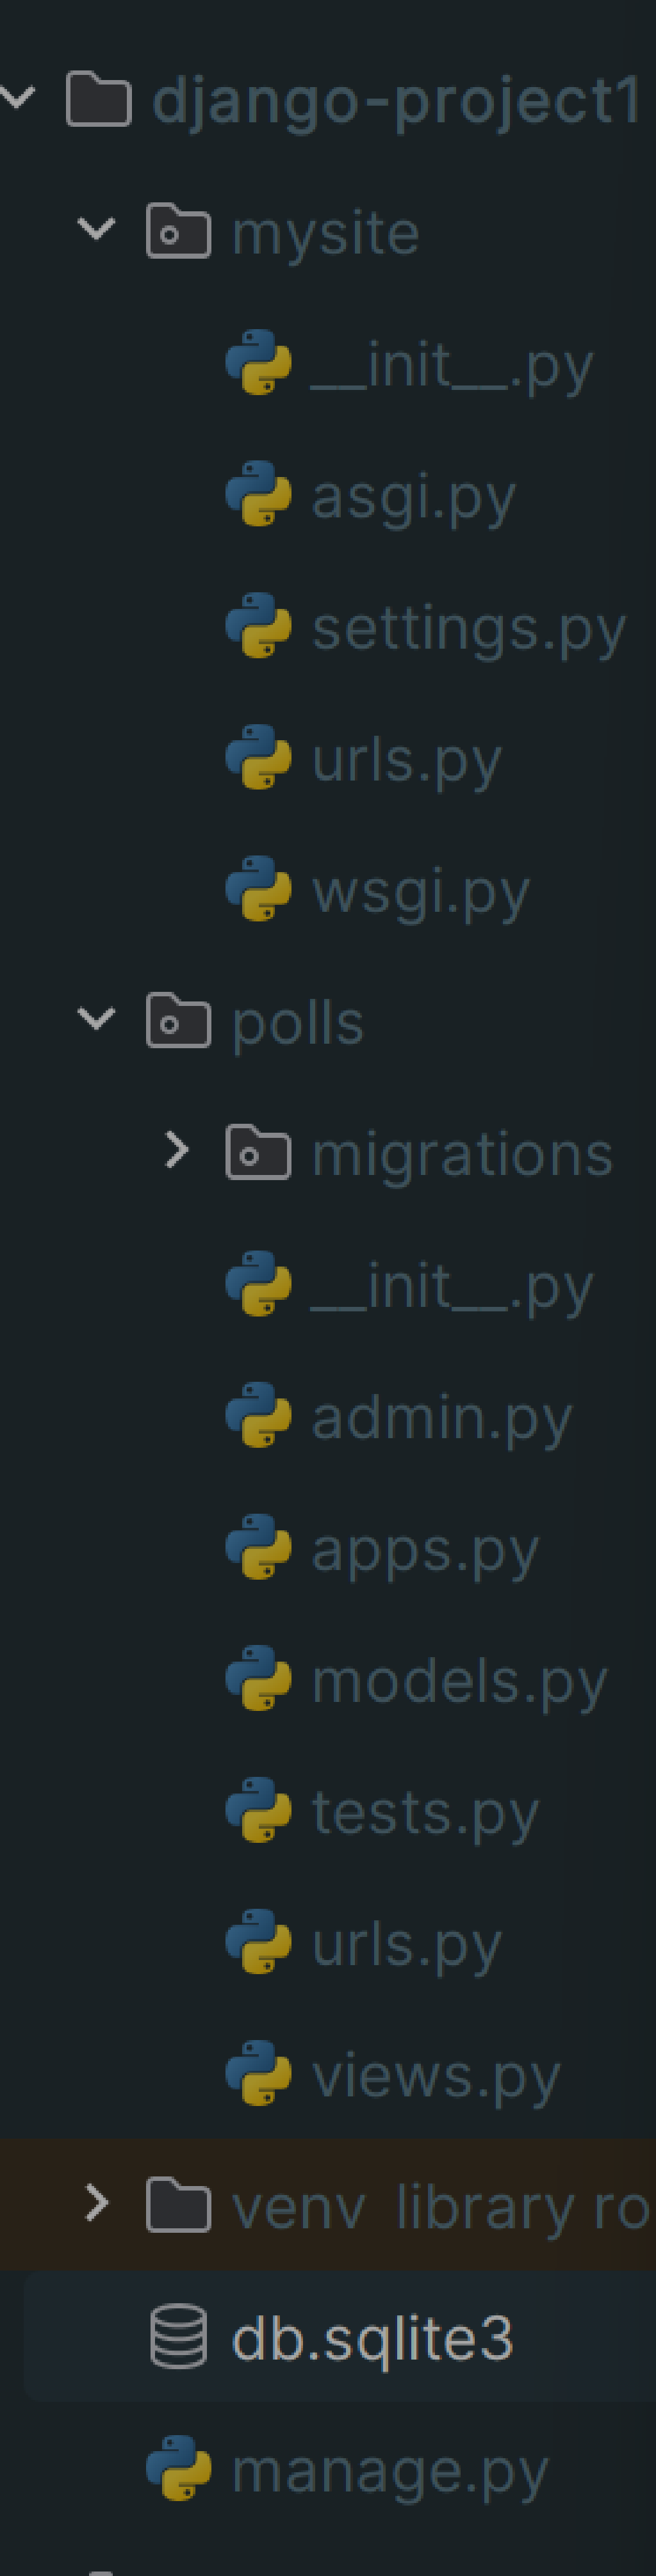 django-project1
mysite
__init__.py
asgi.py
settings.py
urls.py
wsgi.py
polls
migrations
__init__.py
admin.py
apps.py
models.py
tests.py
urls.py
views.py
venv library ro
db.sqlite3
manage.py